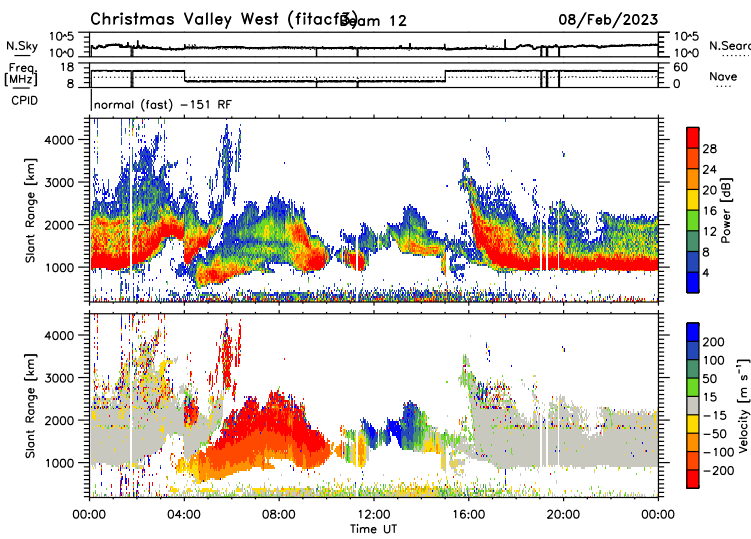 Christmas Valley West (fitacf3) Beam 12 08/Feb/2023
N.Sky 10^5 10^0 10^5 10^0 N.Sear
Freq. [MHz] 18 8 60 0 Nave
CPID normal (fast) -151 RF
Slant Range [km] 4000 3000 2000 1000
28 24 20 16 12 8 4 Power [dB]
Slant Range [km] 4000 3000 2000 1000
200 100 50 15 -15 -50 -100 -200 Velocity [m s⁻¹]
00:00 04:00 08:00 12:00 16:00 20:00 00:00
Time UT